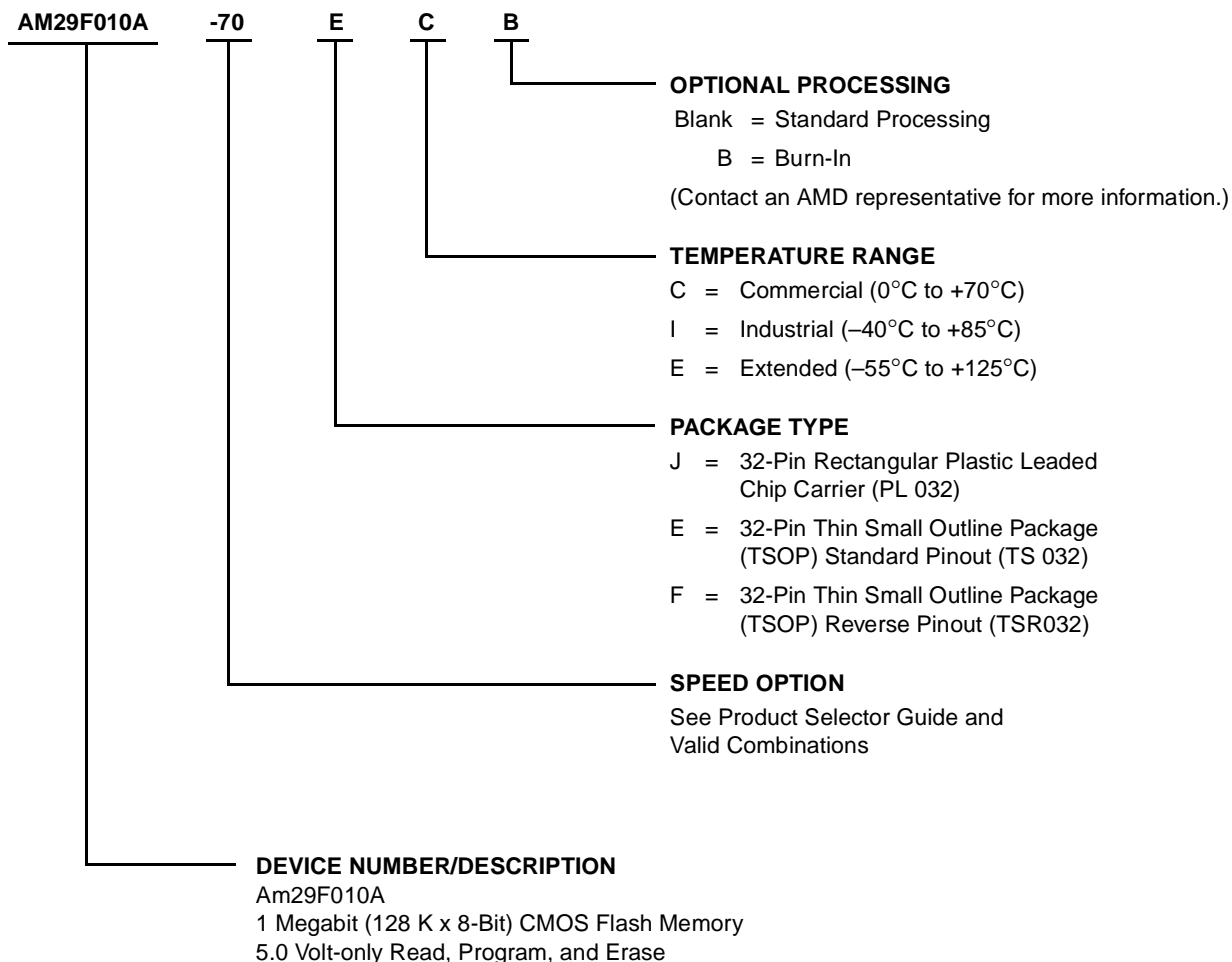 AM29F010A -70 E C B
OPTIONAL PROCESSING
Blank = Standard Processing
B = Burn-In
(Contact an AMD representative for more information.)
TEMPERATURE RANGE
C = Commercial (0°C to +70°C)
I = Industrial (–40°C to +85°C)
E = Extended (–55°C to +125°C)
PACKAGE TYPE
J = 32-Pin Rectangular Plastic Leaded
Chip Carrier (PL 032)
E = 32-Pin Thin Small Outline Package
(TSOP) Standard Pinout (TS 032)
F = 32-Pin Thin Small Outline Package
(TSOP) Reverse Pinout (TSR032)
SPEED OPTION
See Product Selector Guide and
Valid Combinations
DEVICE NUMBER/DESCRIPTION
Am29F010A
1 Megabit (128 K x 8-Bit) CMOS Flash Memory
5.0 Volt-only Read, Program, and Erase